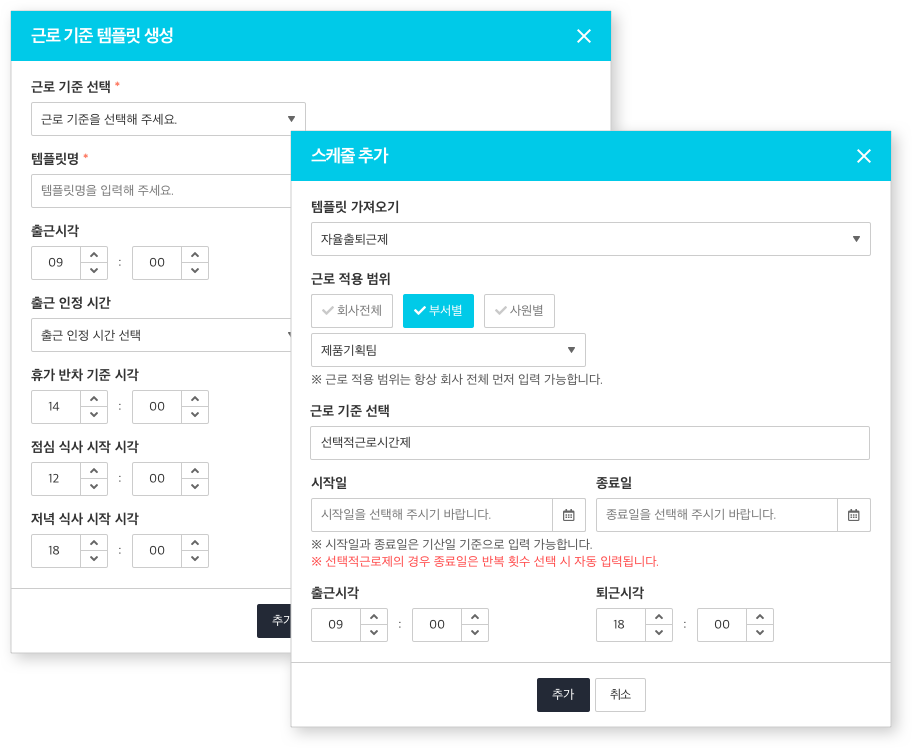 근로 기준 템플릿 생성
근로 기준 선택 *
근로 기준을 선택해 주세요.
템플릿명 *
템플릿명을 입력해 주세요.
출근시각
09 : 00
출근 인정 시간
출근 인정 시간 선택
휴가 반차 기준 시각
14 : 00
점심 식사 시작 시각
12 : 00
저녁 식사 시작 시각
18 : 00
스케줄 추가
템플릿 가져오기
자율출퇴근제
근로 적용 범위
회사전체 부서별 사원별
제품기획팀
※ 근로 적용 범위는 항상 회사 전체 먼저 입력 가능합니다.
근로 기준 선택
선택적근로시간제
시작일 종료일
시작일을 선택해 주시기 바랍니다. 종료일을 선택해 주시기 바랍니다.
※ 시작일과 종료일은 기산일 기준으로 입력 가능합니다.
※ 선택적근로제의 경우 종료일은 반복 횟수 선택 시 자동 입력됩니다.
출근시각 퇴근시각
09 : 00 18 : 00
추가 취소